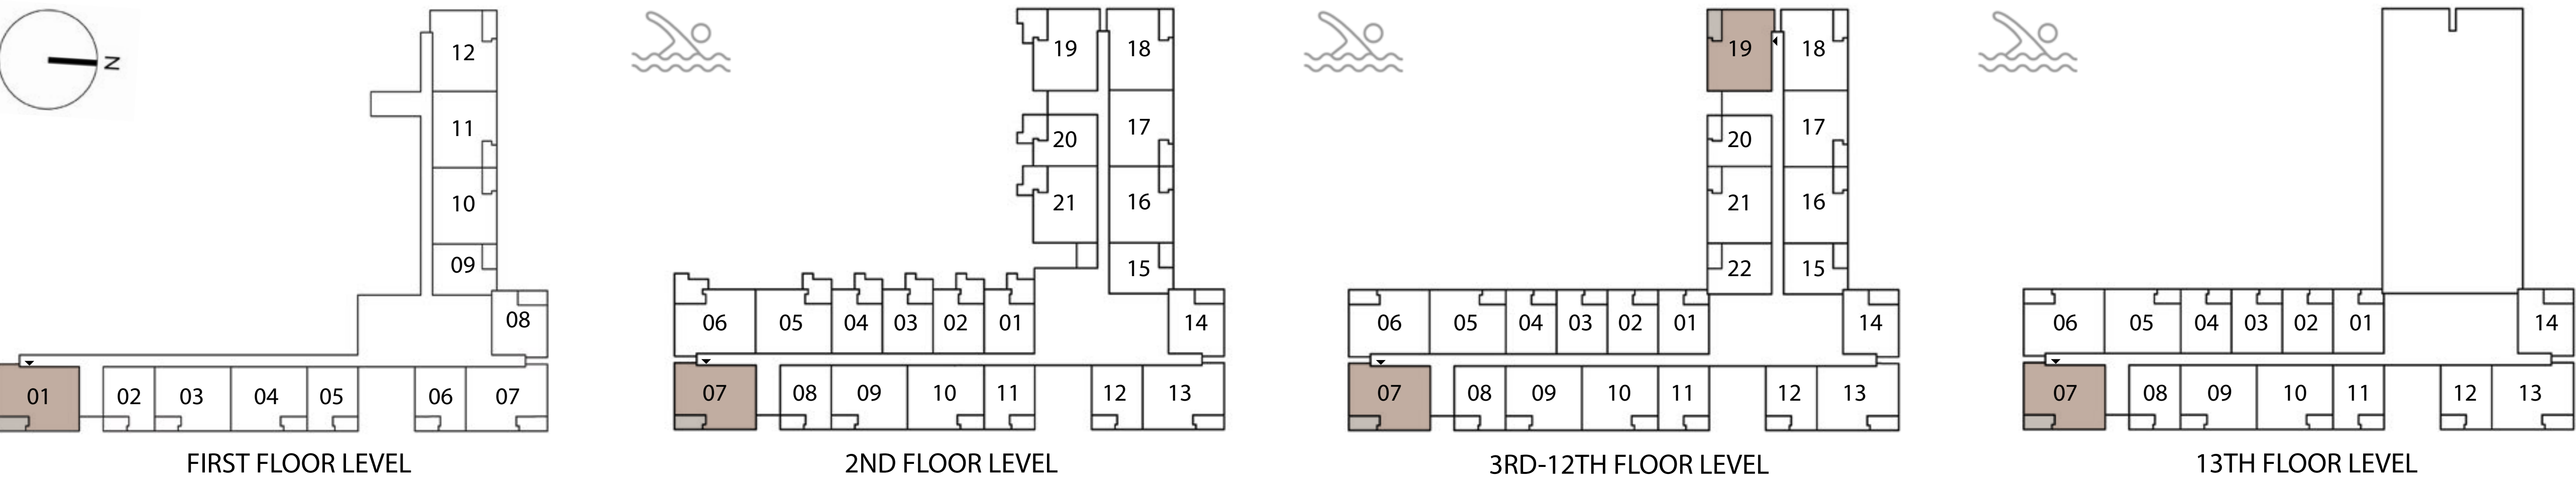 N
12
11
10
09
08
01 02 03 04 05 06 07
FIRST FLOOR LEVEL
19 18
20 17
21 16
15
06 05 04 03 02 01 14
07 08 09 10 11 12 13
2ND FLOOR LEVEL
19 18
20 17
21 16
22 15
06 05 04 03 02 01 14
07 08 09 10 11 12 13
3RD-12TH FLOOR LEVEL
06 05 04 03 02 01 14
07 08 09 10 11 12 13
13TH FLOOR LEVEL